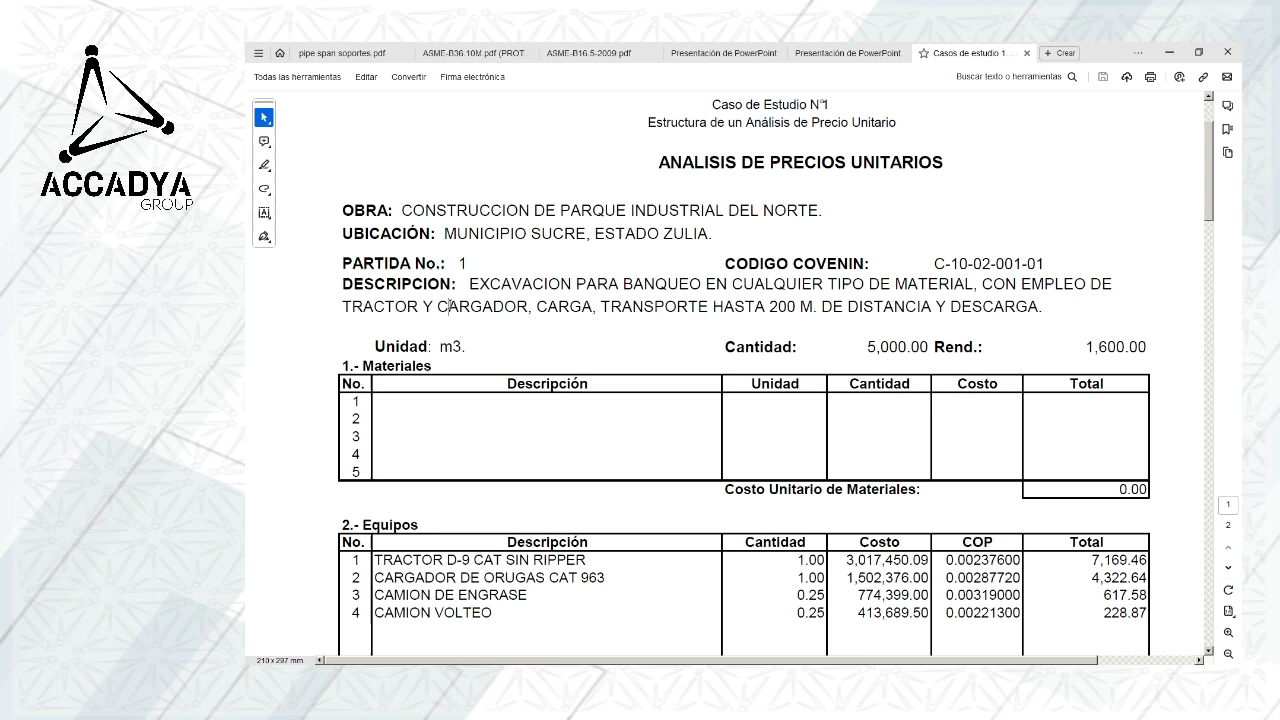 ACCADYA
GROUP
pipe span soportes.pdf
ASME-B36 10M.pdf (PROT...
ASME-B16.5-2009 pdf
Presentación de PowerPoint
Presentación de PowerPoint
Casos de estudio 1. ...
Crear
Todas las herramientas
Editar
Convertir
Firma electrónica
Buscar texto o herramientas
Caso de Estudio N°1
Estructura de un Análisis de Precio Unitario
ANALISIS DE PRECIOS UNITARIOS
OBRA: CONSTRUCCION DE PARQUE INDUSTRIAL DEL NORTE.
UBICACIÓN: MUNICIPIO SUCRE, ESTADO ZULIA.
PARTIDA No.: 1 CODIGO COVENIN: C-10-02-001-01
DESCRIPCION: EXCAVACION PARA BANQUEO EN CUALQUIER TIPO DE MATERIAL, CON EMPLEO DE
TRACTOR Y CARGADOR, CARGA, TRANSPORTE HASTA 200 M. DE DISTANCIA Y DESCARGA.
Unidad: m3. Cantidad: 5,000.00 Rend.: 1,600.00
1.- Materiales
No. Descripción Unidad Cantidad Costo Total
1
2
3
4
5
Costo Unitario de Materiales: 0.00
2.- Equipos
No. Descripción Cantidad Costo COP Total
1 TRACTOR D-9 CAT SIN RIPPER 1.00 3,017,450.09 0.00237600 7,169.46
2 CARGADOR DE ORUGAS CAT 963 1.00 1,502,376.00 0.00287720 4,322.64
3 CAMION DE ENGRASE 0.25 774,399.00 0.00319000 617.58
4 CAMION VOLTEO 0.25 413,689.50 0.00221300 228.87
210 x 297 mm
1
2